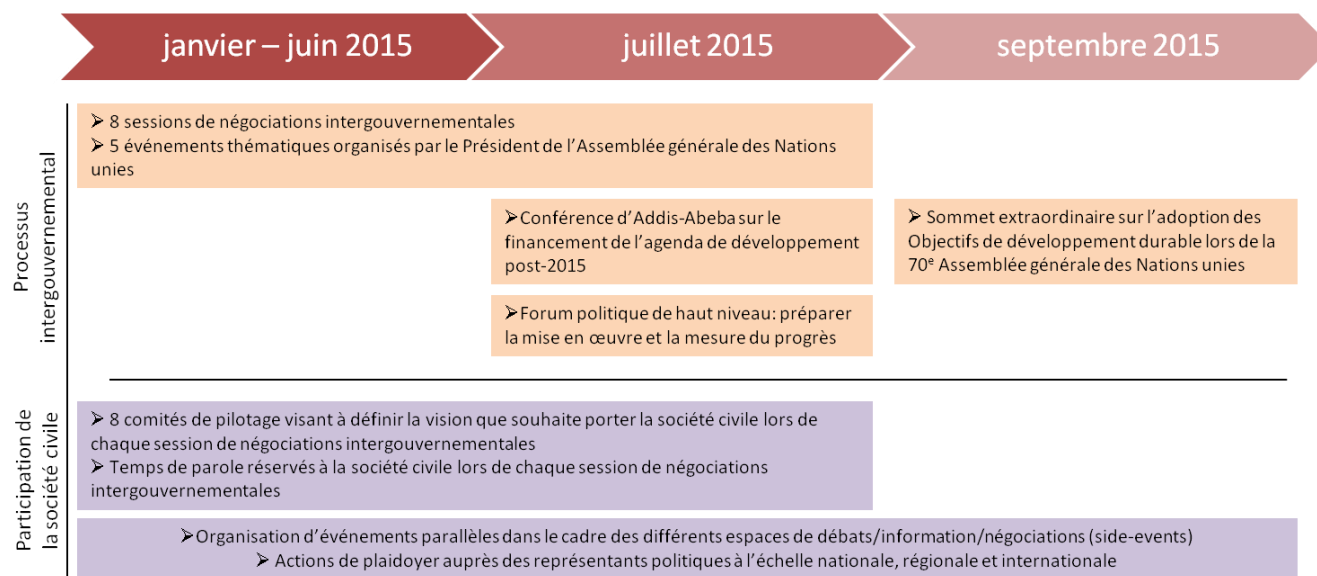 janvier – juin 2015
juillet 2015
septembre 2015
Processus
intergouvernemental
➢ 8 sessions de négociations intergouvernementales
➢ 5 événements thématiques organisés par le Président de l’Assemblée générale des Nations
unies
➢Conférence d’Addis-Abeba sur le
financement de l’agenda de développement
post-2015
➢ Sommet extraordinaire sur l’adoption des
Objectifs de développement durable lors de la
70e Assemblée générale des Nations unies
➢Forum politique de haut niveau: préparer
la mise en œuvre et la mesure du progrès
Participation de
la société civile
➢ 8 comités de pilotage visant à définir la vision que souhaite porter la société civile lors de
chaque session de négociations intergouvernementales
➢ Temps de parole réservés à la société civile lors de chaque session de négociations
intergouvernementales
➢Organisation d’événements parallèles dans le cadre des différents espaces de débats/information/négociations (side-events)
➢ Actions de plaidoyer auprès des représentants politiques à l’échelle nationale, régionale et internationale